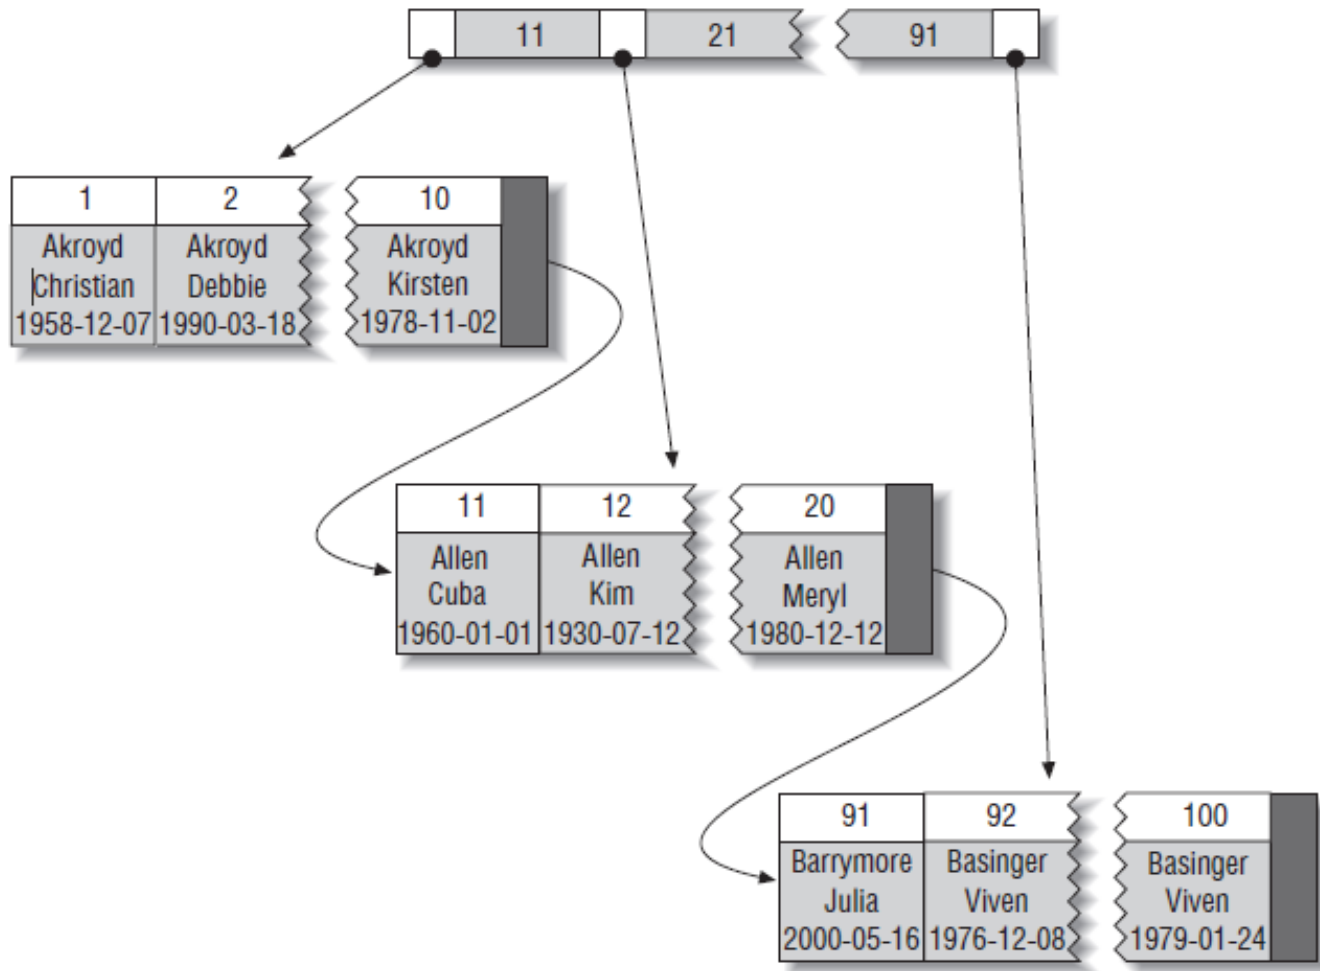 11 21 91
1 2 10
Akroyd Akroyd Akroyd
Christian Debbie Kirsten
1958-12-07 1990-03-18 1978-11-02
11 12 20
Allen Allen Allen
Cuba Kim Meryl
1960-01-01 1930-07-12 1980-12-12
91 92 100
Barrymore Basinger Basinger
Julia Viven Viven
2000-05-16 1976-12-08 1979-01-24